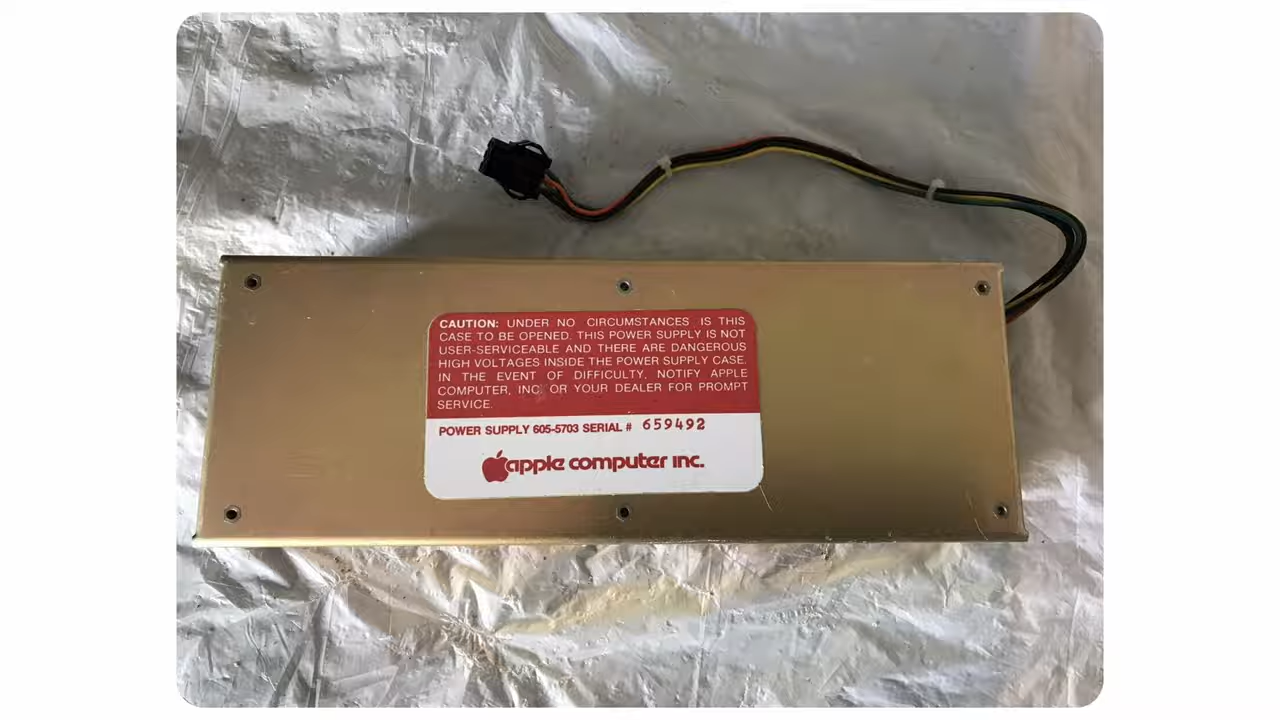 CAUTION: UNDER NO CIRCUMSTANCES IS THIS
CASE TO BE OPENED. THIS POWER SUPPLY IS NOT
USER-SERVICEABLE AND THERE ARE DANGEROUS
HIGH VOLTAGES INSIDE THE POWER SUPPLY CASE.
IN THE EVENT OF DIFFICULTY, NOTIFY APPLE
COMPUTER, INC. OR YOUR DEALER FOR PROMPT
SERVICE.
POWER SUPPLY 605-5703 SERIAL # 659492
apple computer inc.